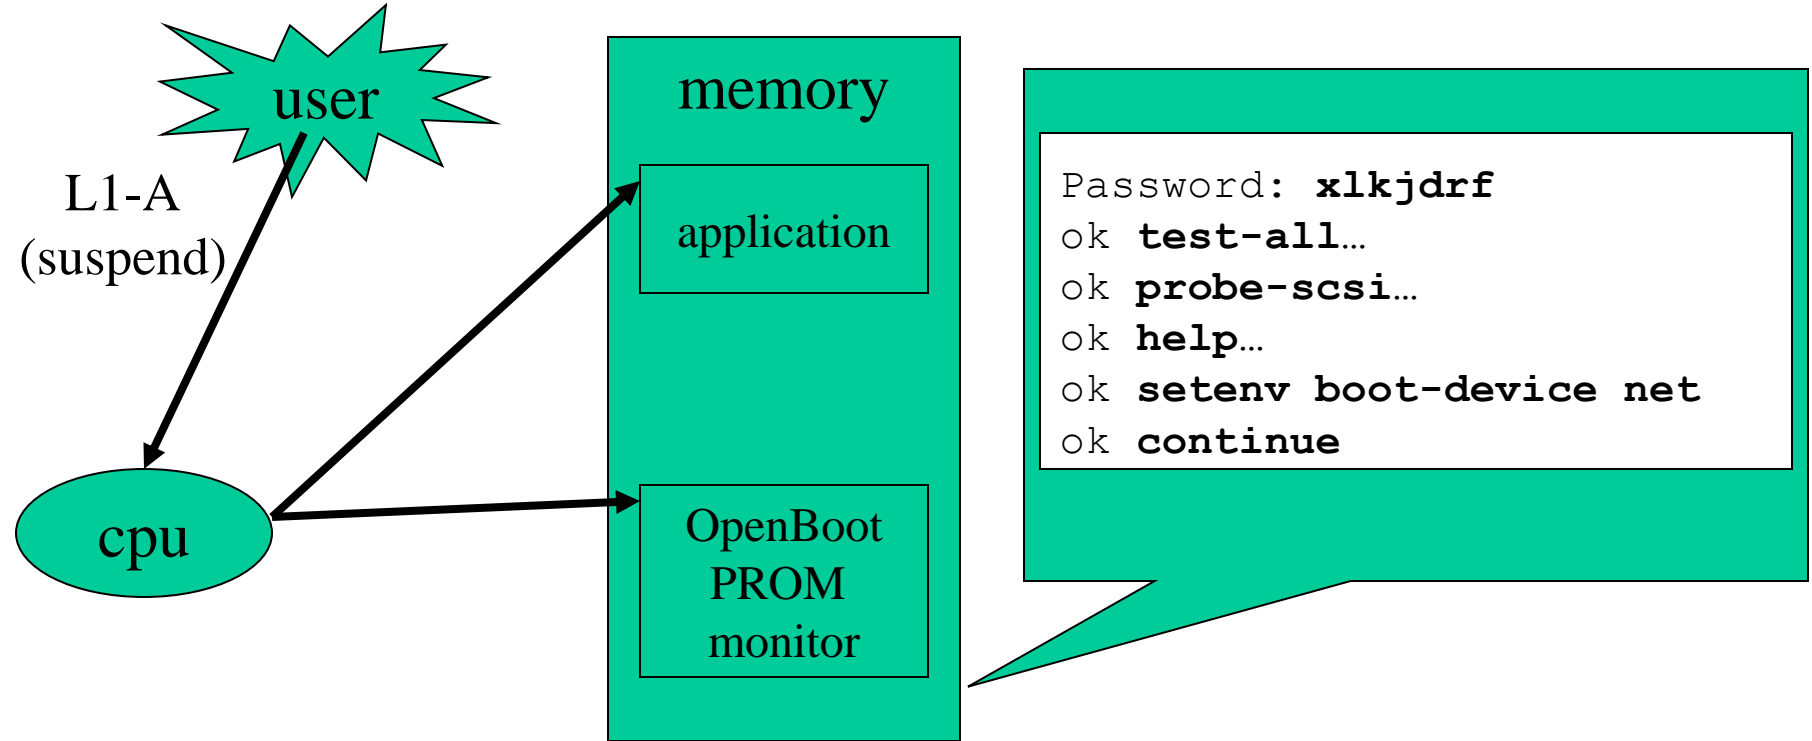 user
L1-A
(suspend)
cpu
memory
application
OpenBoot
PROM
monitor
Password: xlkjdrf
ok test-all…
ok probe-scsi…
ok help…
ok setenv boot-device net
ok continue